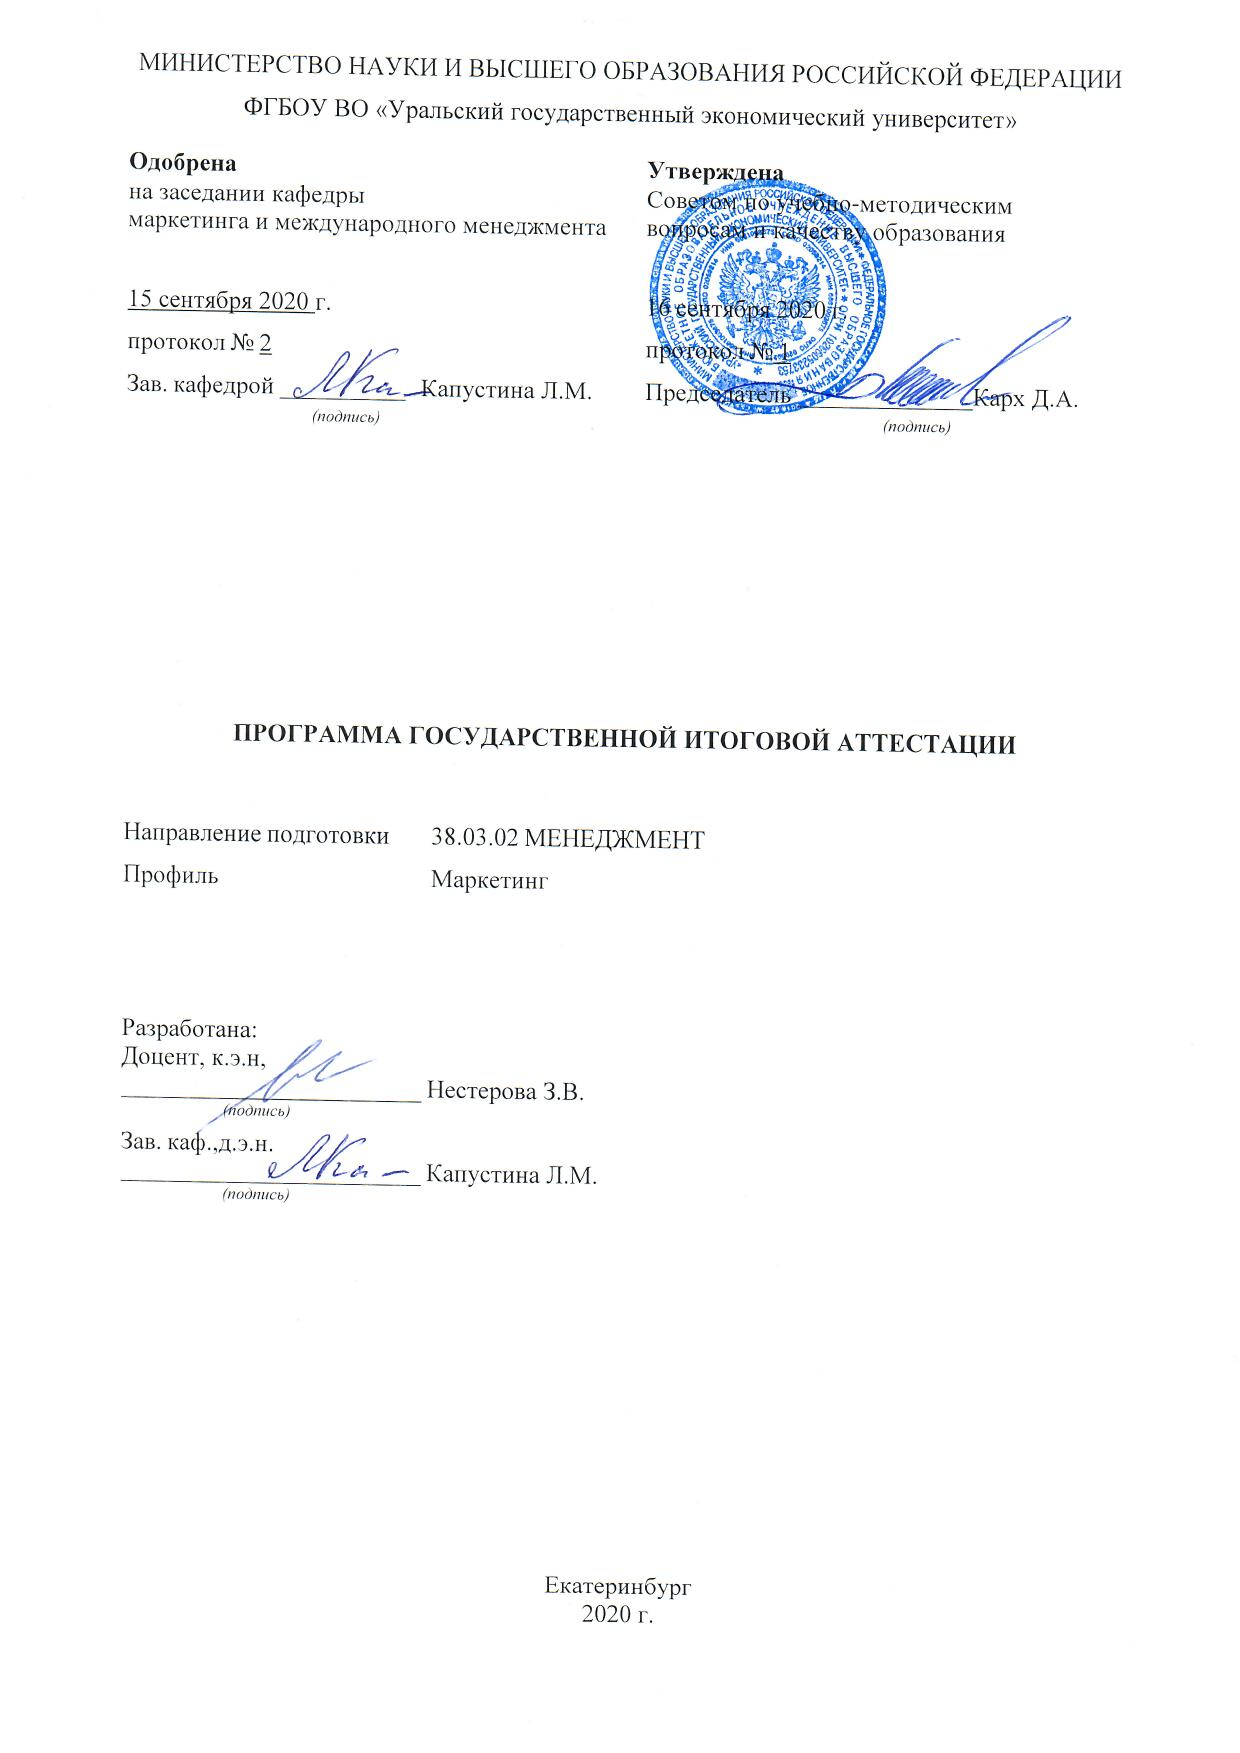 МИНИСТЕРСТВО НАУКИ И ВЫСШЕГО ОБРАЗОВАНИЯ РОССИЙСКОЙ ФЕДЕРАЦИИ
ФГБОУ ВО «Уральский государственный экономический университет»
Одобрена
на заседании кафедры
маркетинга и международного менеджмента
15 сентября 2020 г.
протокол № 2
Зав. кафедрой Капустина Л.М.
(подпись)
Утверждена
Советом по учебно-методическим
вопросам и качеству образования
16 сентября 2020 г.
протокол № 1
Председатель Карх Д.А.
(подпись)
ПРОГРАММА ГОСУДАРСТВЕННОЙ ИТОГОВОЙ АТТЕСТАЦИИ
Направление подготовки 38.03.02 МЕНЕДЖМЕНТ
Профиль Маркетинг
Разработана:
Доцент, к.э.н,
Нестерова З.В.
(подпись)
Зав. каф.,д.э.н.
Капустина Л.М.
(подпись)
Екатеринбург
2020 г.